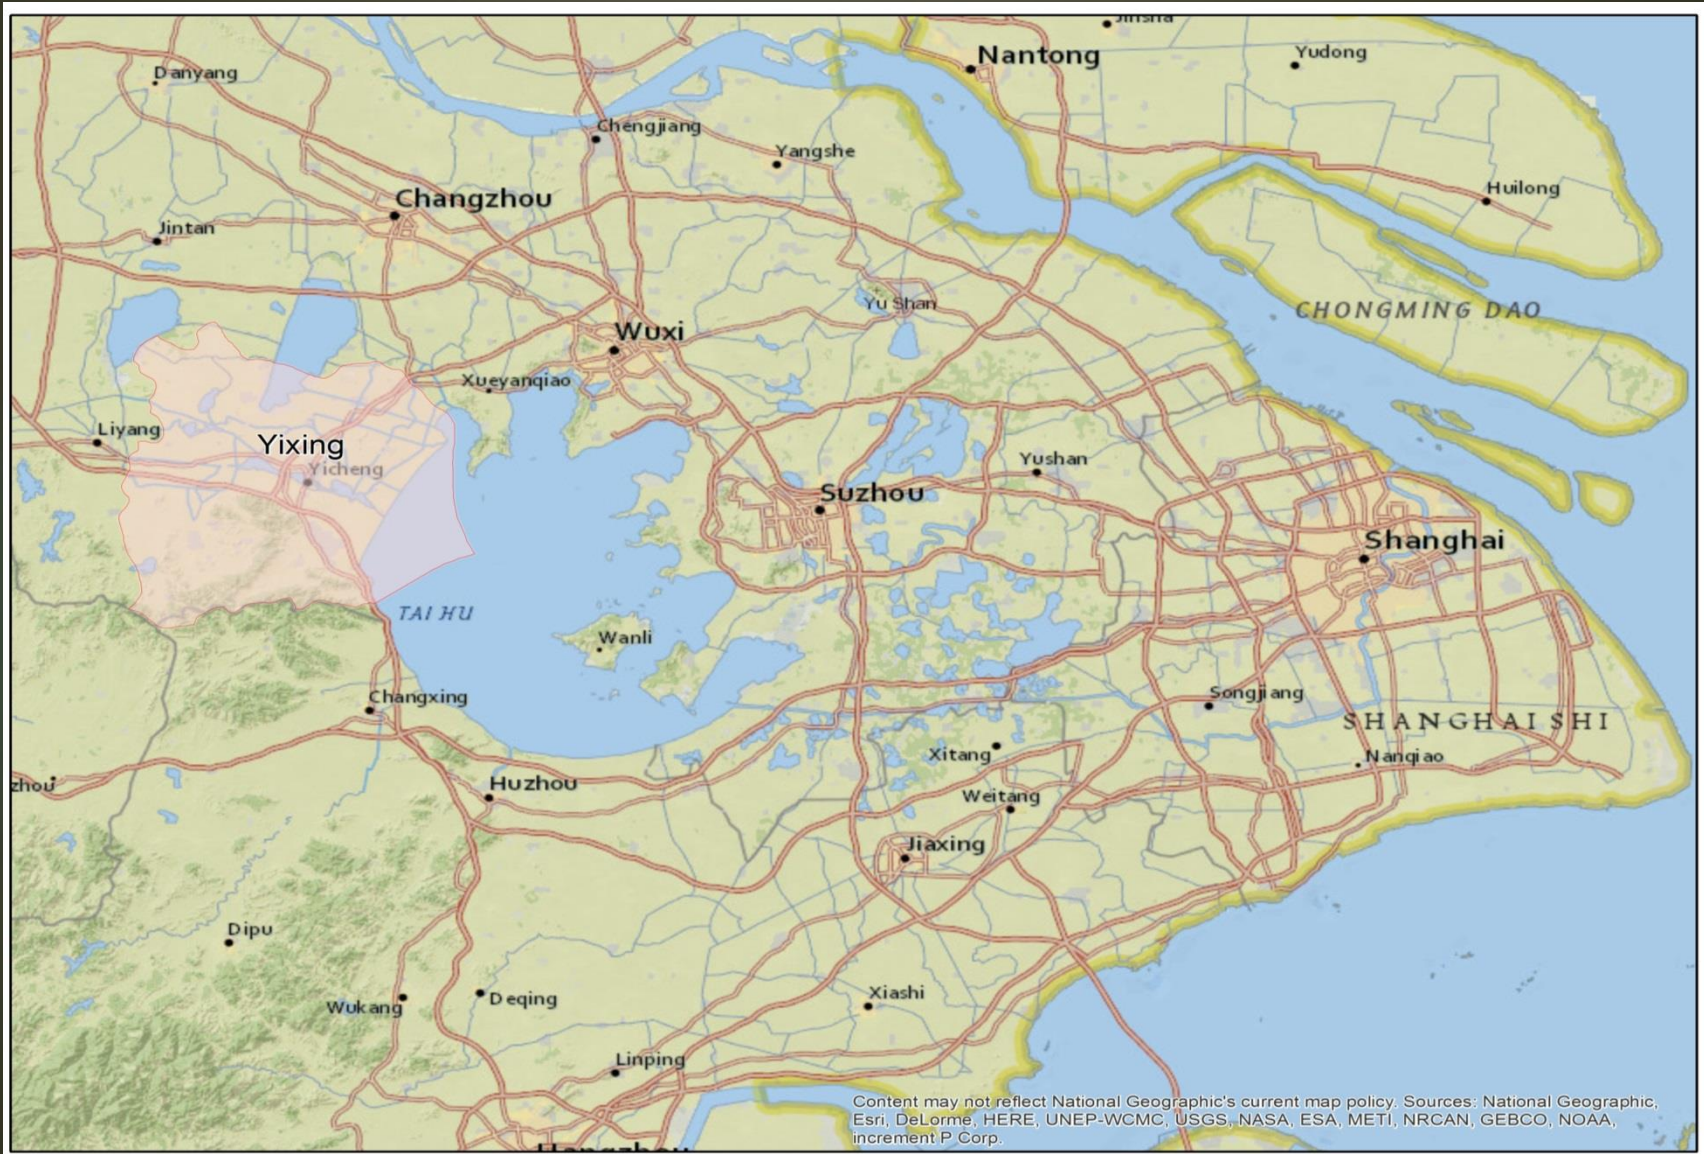 Jinsha
Nantong
Yudong
Danyang
Chengjiang
Yangshe
Huilong
Changzhou
Jintan
Yu Shan
CHONGMING DAO
Wuxi
Xueyanqiao
Liyang
Yixing
Yicheng
Yushan
Suzhou
Shanghai
TAI HU
Wanli
Changxing
Songjiang
SHANGHAI SHI
Xitang
Nanqiao
zhou
Huzhou
Weitang
Jiaxing
Dipu
Wukang
Deqing
Xiashi
Linping
Hangzhou
Content may not reflect National Geographic's current map policy. Sources: National Geographic,
Esri, DeLorme, HERE, UNEP-WCMC, USGS, NASA, ESA, METI, NRCAN, GEBCO, NOAA,
increment P Corp.